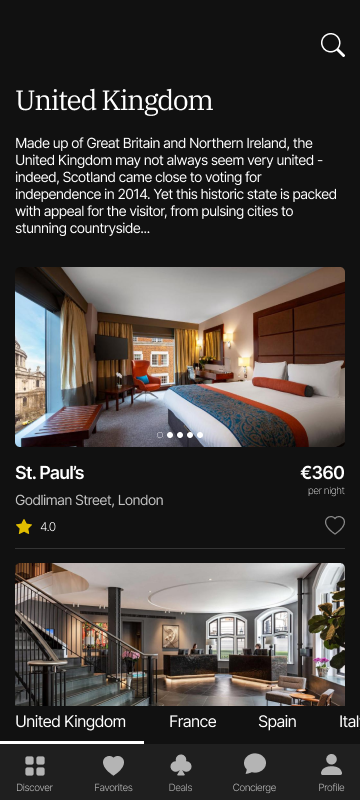 United Kingdom
Made up of Great Britain and Northern Ireland, the
United Kingdom may not always seem very united -
indeed, Scotland came close to voting for
independence in 2014. Yet this historic state is packed
with appeal for the visitor, from pulsing cities to
stunning countryside...
St. Paul's
€360
Godliman Street, London
per night
4.0
United Kingdom France Spain Ital
Discover Favorites Deals Concierge Profile